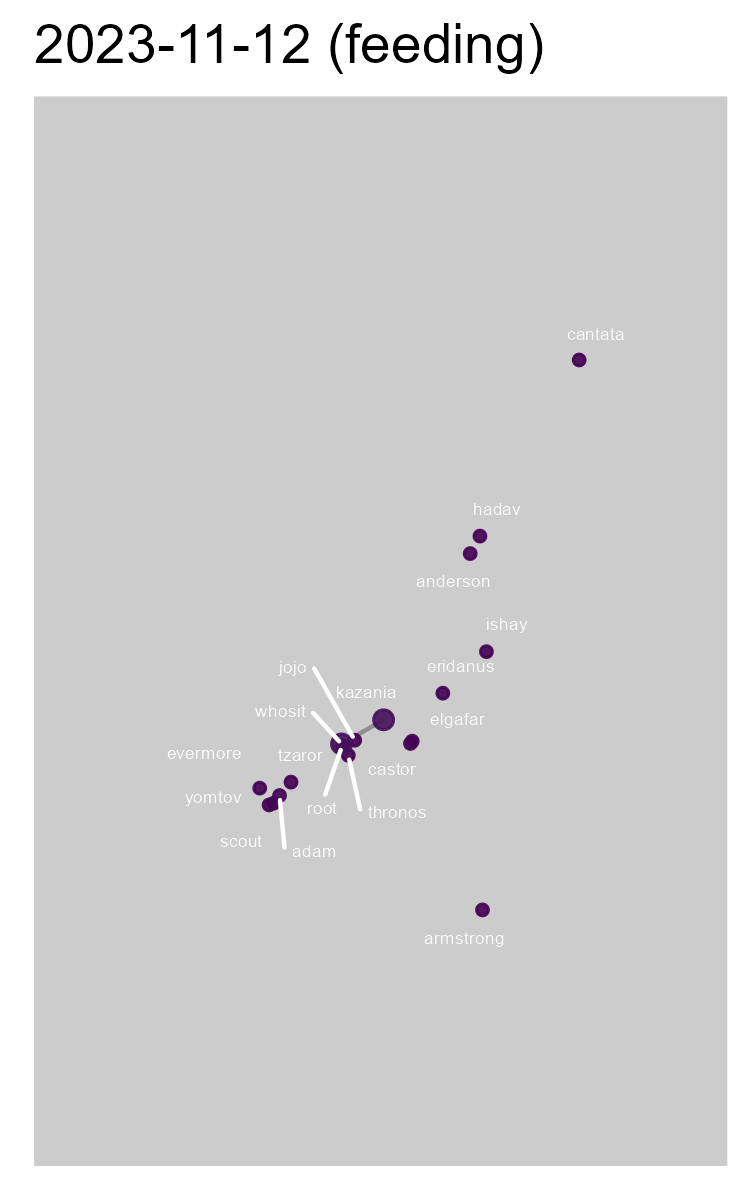 2023-11-12 (feeding)
cantata
hadav
anderson
ishay
eridanus
jojo
kazania
whosit
elgafar
evermore
tzaror
castor
yomtov
root
thronos
scout
adam
armstrong